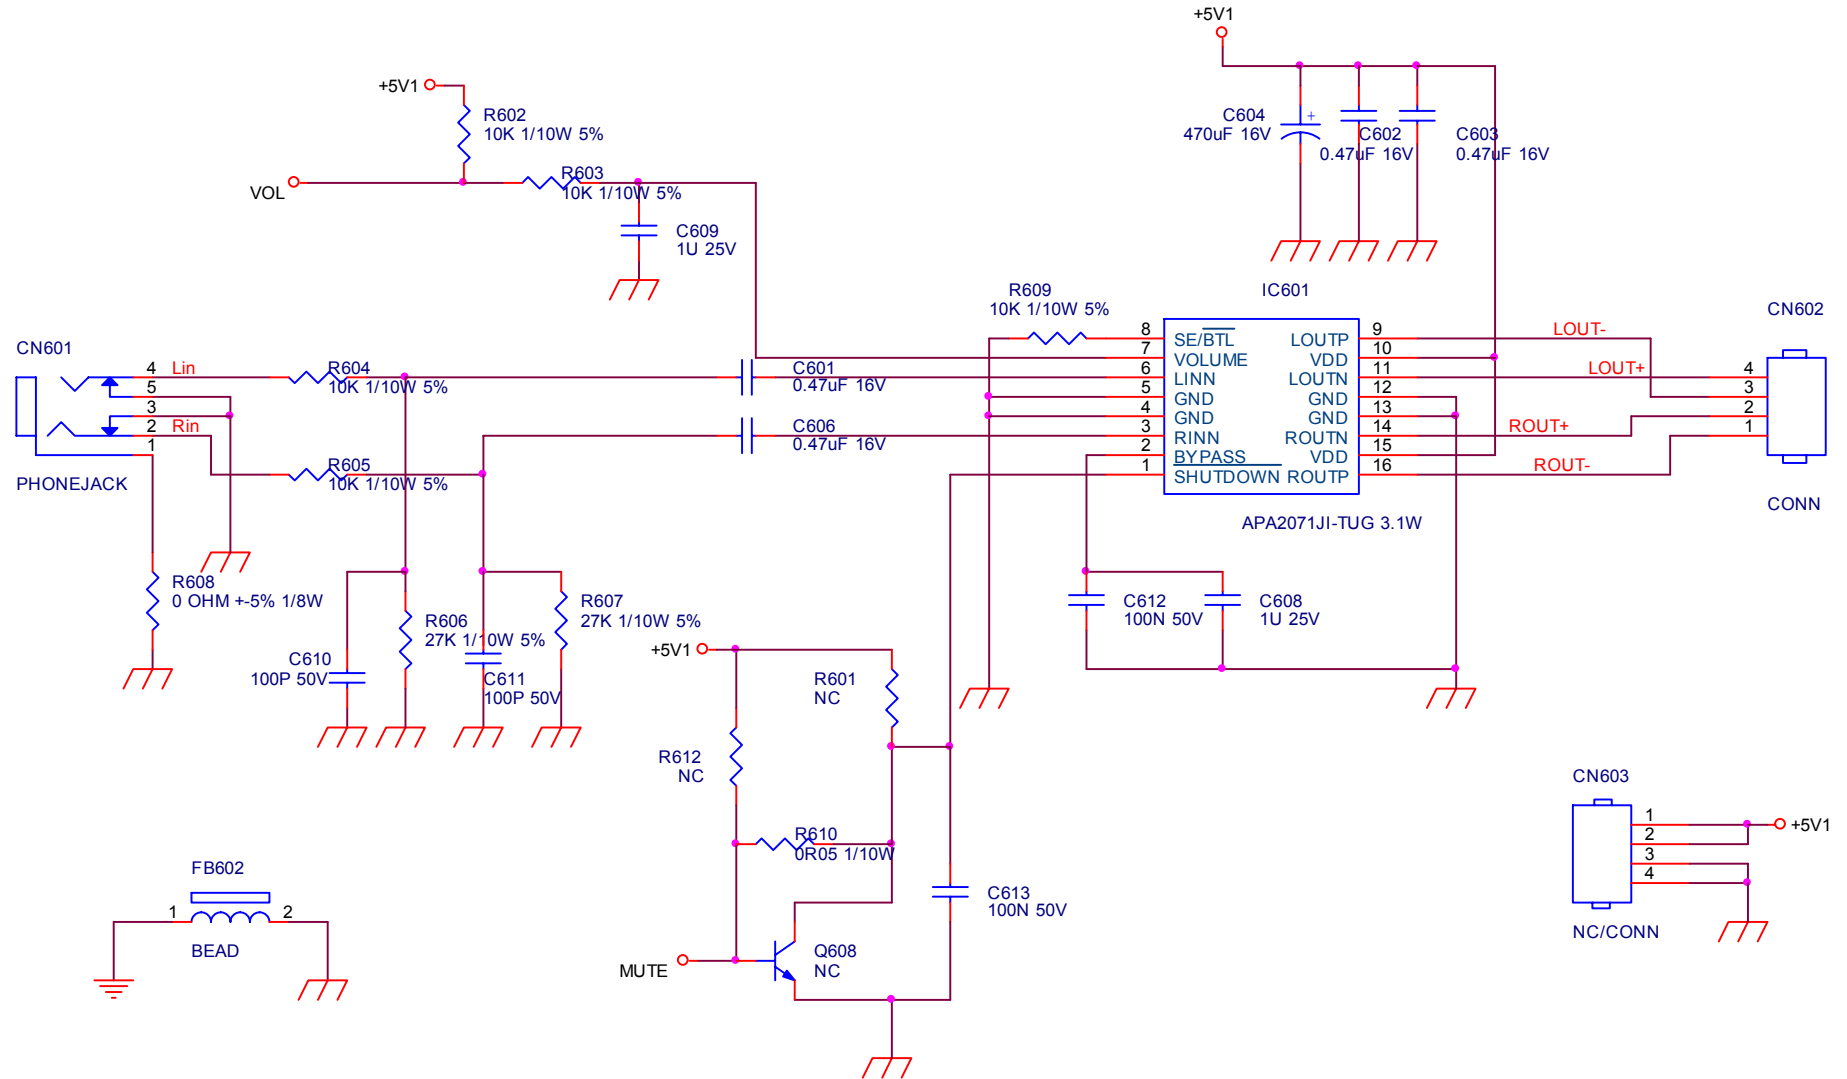 +5V1
+5V1
R602
10K 1/10W 5%
VOL
R603
10K 1/10W 5%
C609
1U 25V
C604
470uF 16V
+
C602
0.47uF 16V
C603
0.47uF 16V
R609
10K 1/10W 5%
IC601
CN602
CN601
PHONEJACK
4 Lin
5
3
2 Rin
1
R604
10K 1/10W 5%
R605
10K 1/10W 5%
C601
0.47uF 16V
C606
0.47uF 16V
8 SE/BTL LOUTP 9
7 VOLUME VDD 10
6 LINN LOUTN 11
5 GND GND 12
4 GND GND 13
3 RINN ROUTN 14
2 BYPASS VDD 15
1 SHUTDOWN ROUTP 16
APA2071JI-TUG 3.1W
LOUT-
LOUT+
ROUT+
ROUT-
4
3
2
1
CONN
R608
0 OHM +-5% 1/8W
R606
27K 1/10W 5%
R607
27K 1/10W 5%
C610
100P 50V
C611
100P 50V
C612
100N 50V
C608
1U 25V
+5V1
R601
NC
R612
NC
R610
0R05 1/10W
C613
100N 50V
MUTE
Q608
NC
FB602
1 2
BEAD
CN603
1
2
3
4
+5V1
NC/CONN